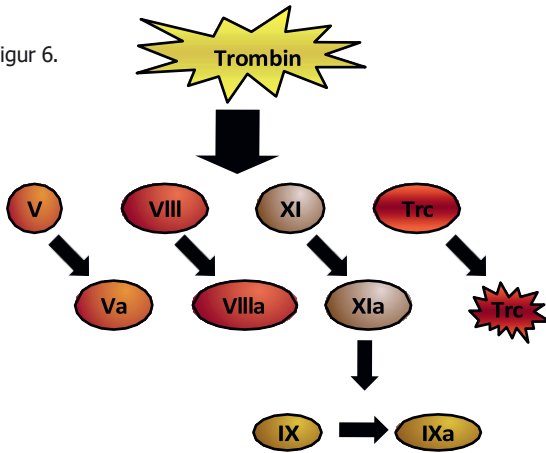 igur 6.
Trombin
V VIII XI Trc
Va VIIIa XIa Trc
IX IXa